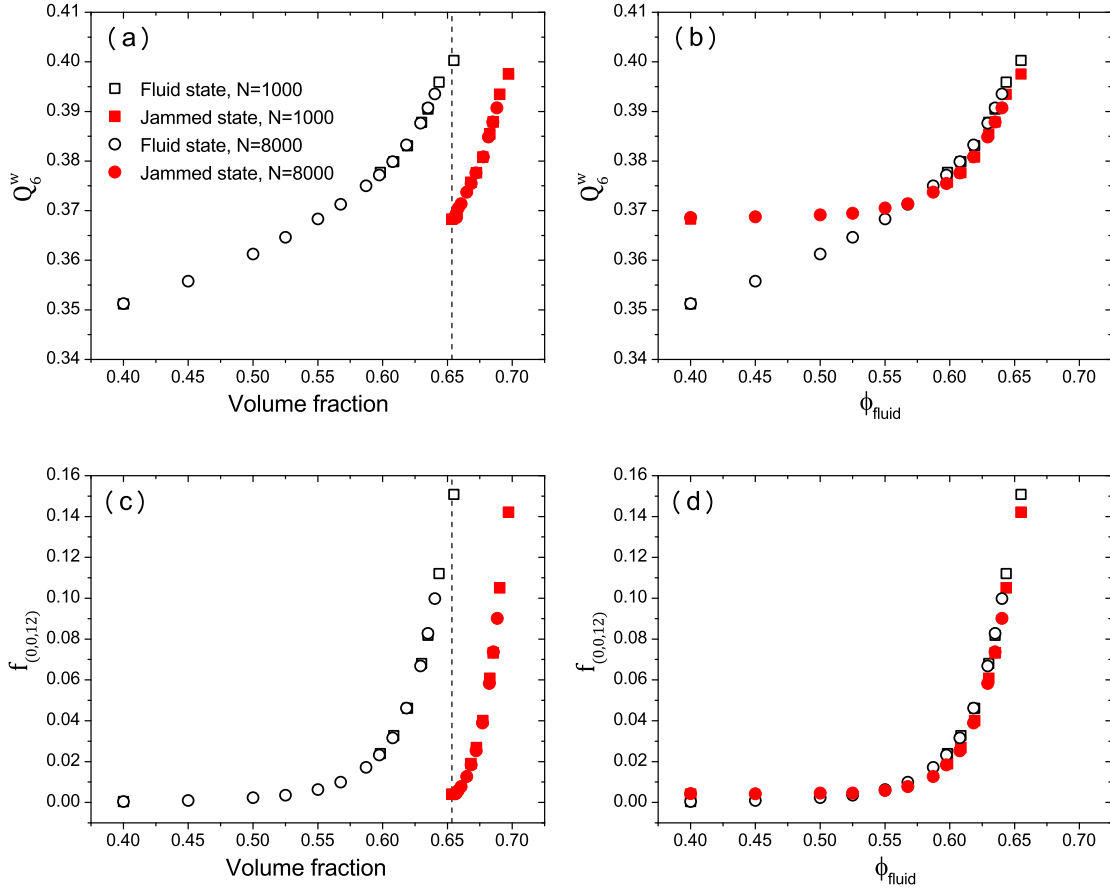 (a)
0.41
0.40
0.39
0.38
0.37
0.36
0.35
0.34
Q₆ʷ
Fluid state, N=1000
Jammed state, N=1000
Fluid state, N=8000
Jammed state, N=8000
0.40 0.45 0.50 0.55 0.60 0.65 0.70
Volume fraction
(b)
0.41
0.40
0.39
0.38
0.37
0.36
0.35
0.34
Q₆ʷ
0.40 0.45 0.50 0.55 0.60 0.65 0.70
ϕfluid
(c)
0.16
0.14
0.12
0.10
0.08
0.06
0.04
0.02
0.00
f(0,0,12)
0.40 0.45 0.50 0.55 0.60 0.65 0.70
Volume fraction
(d)
0.16
0.14
0.12
0.10
0.08
0.06
0.04
0.02
0.00
f(0,0,12)
0.40 0.45 0.50 0.55 0.60 0.65 0.70
ϕfluid